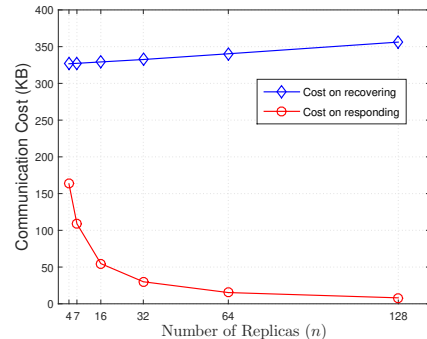 400
350
300
250
200
150
100
50
0
Communication Cost (KB)
Cost on recovering
Cost on responding
4 7 16 32 64 128
Number of Replicas (n)